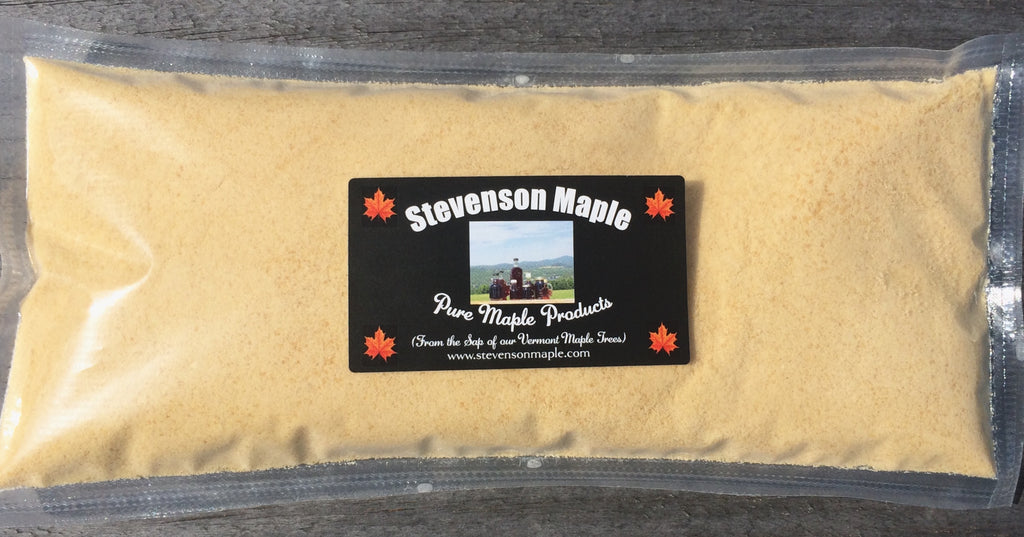 Stevenson Maple
Pure Maple Products
(From the Sap of our Vermont Maple Trees)
www.stevensonmaple.com